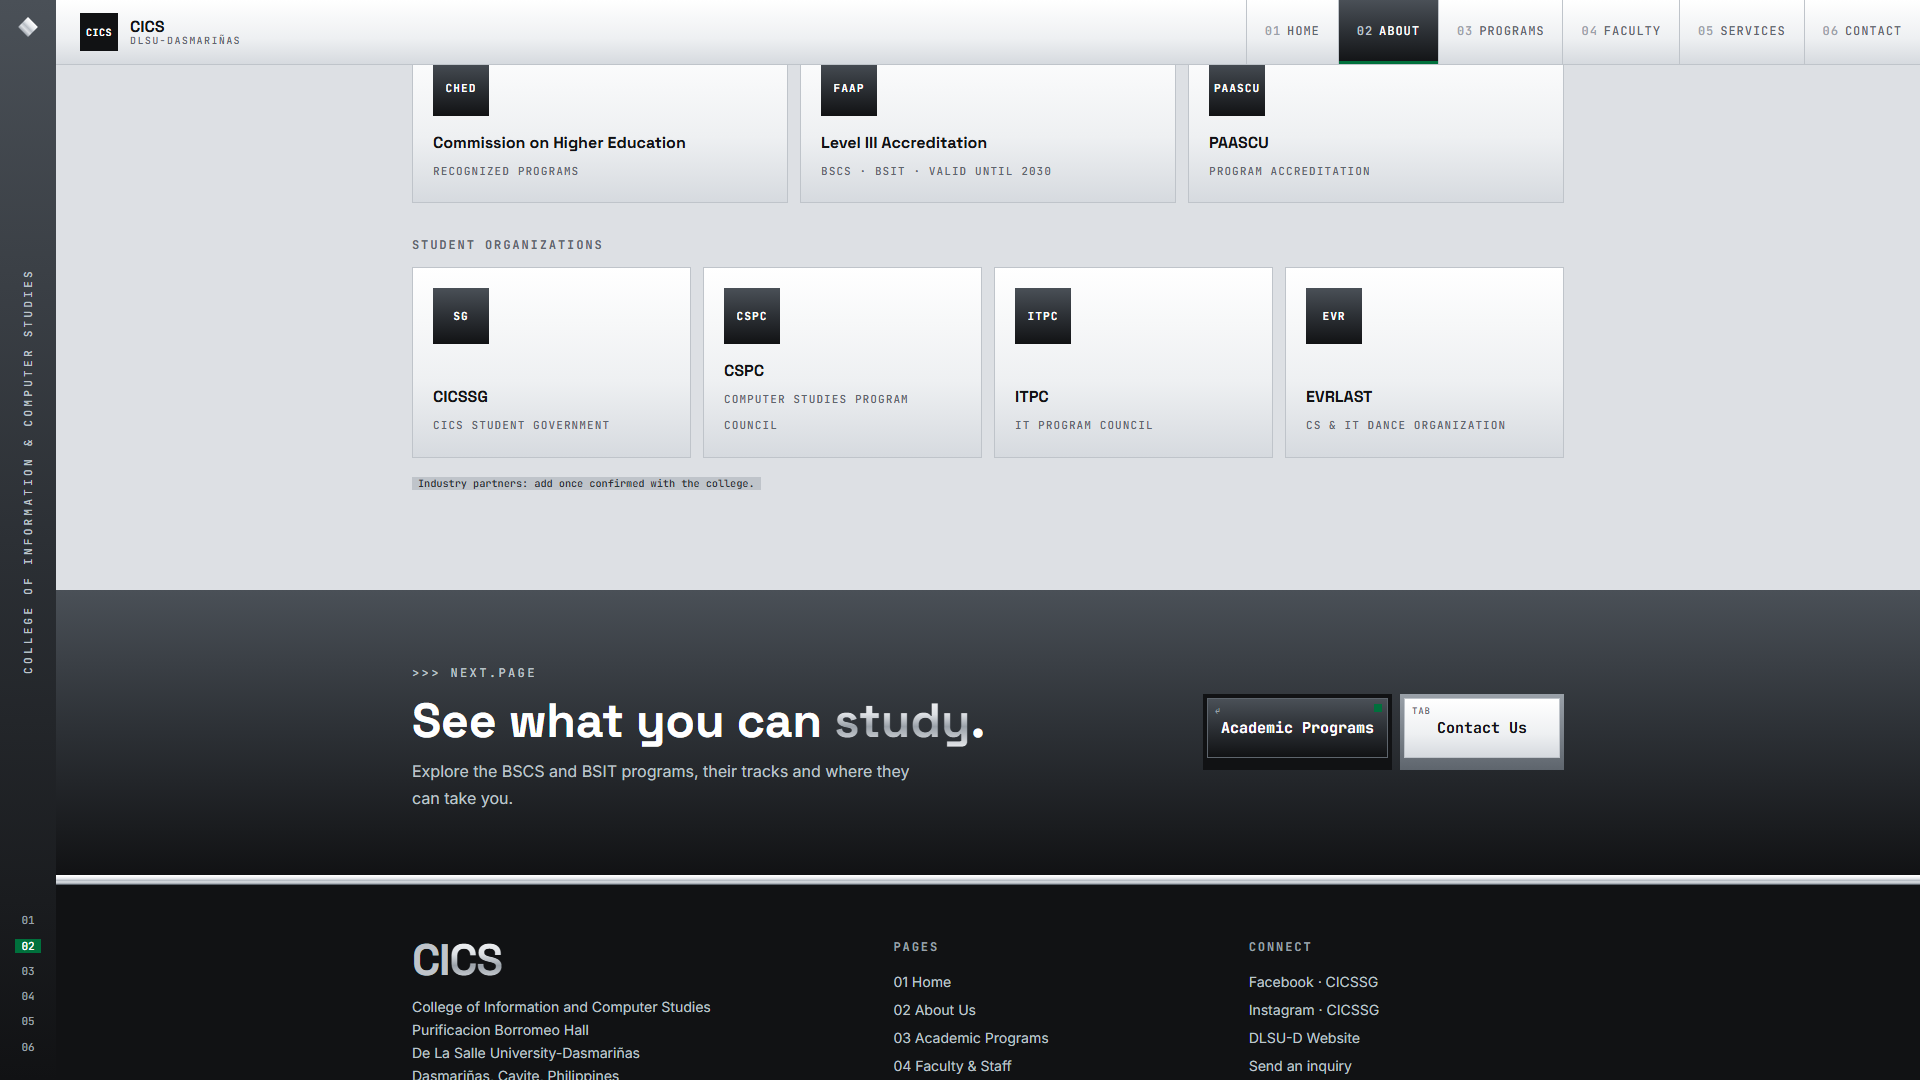 CICS
CICS
DLSU-DASMARIÑAS
01 HOME
02 ABOUT
03 PROGRAMS
04 FACULTY
05 SERVICES
06 CONTACT
COLLEGE OF INFORMATION & COMPUTER STUDIES
CHED
Commission on Higher Education
RECOGNIZED PROGRAMS
FAAP
Level III Accreditation
BSCS · BSIT · VALID UNTIL 2030
PAASCU
PAASCU
PROGRAM ACCREDITATION
STUDENT ORGANIZATIONS
SG
CICSSG
CICS STUDENT GOVERNMENT
CSPC
CSPC
COMPUTER STUDIES PROGRAM
COUNCIL
ITPC
ITPC
IT PROGRAM COUNCIL
EVR
EVRLAST
CS & IT DANCE ORGANIZATION
Industry partners: add once confirmed with the college.
>>> NEXT.PAGE
See what you can study.
Explore the BSCS and BSIT programs, their tracks and where they
can take you.
Academic Programs
TAB
Contact Us
01
02
03
04
05
06
CICS
College of Information and Computer Studies
Purificacion Borromeo Hall
De La Salle University-Dasmariñas
Dasmariñas, Cavite, Philippines
PAGES
01 Home
02 About Us
03 Academic Programs
04 Faculty & Staff
CONNECT
Facebook · CICSSG
Instagram · CICSSG
DLSU-D Website
Send an inquiry